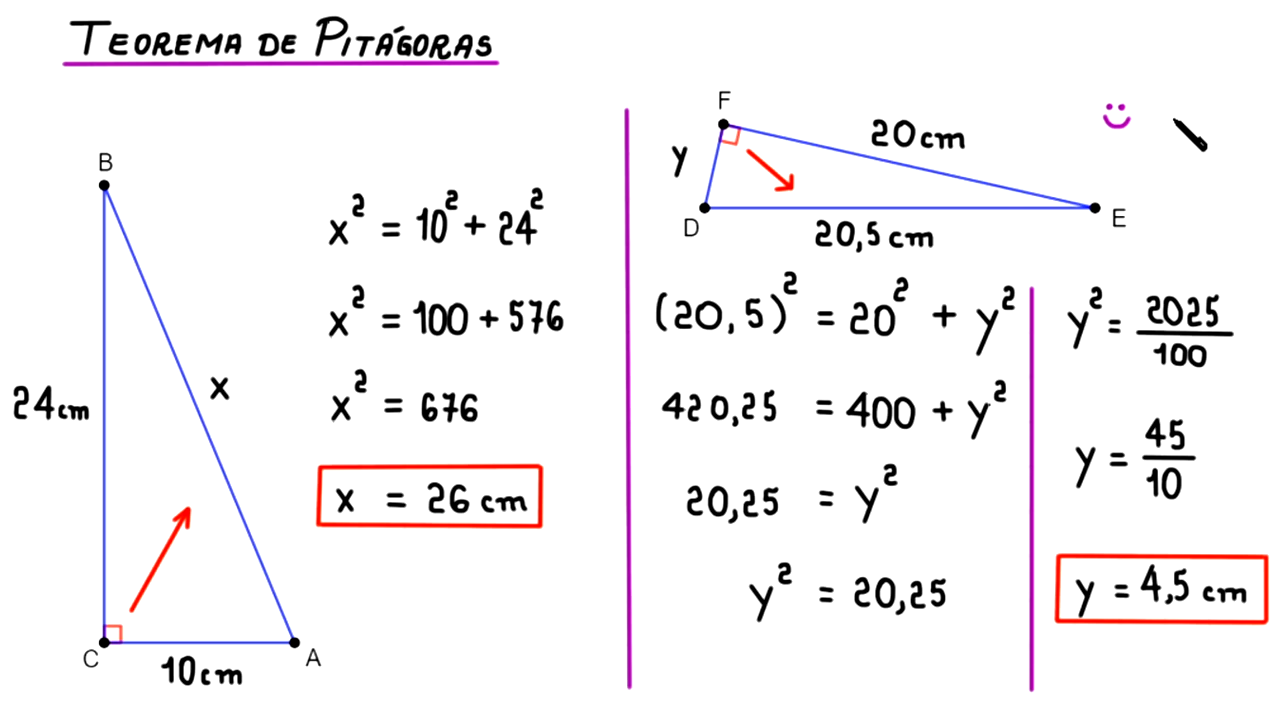 TEOREMA DE PITÁGORAS
B
24cm
x
C
10cm
A
x² = 10² + 24²
x² = 100 + 576
x² = 676
x = 26 cm
F
y
20cm
D
20,5cm
E
(20,5)² = 20² + y²
420,25 = 400 + y²
20,25 = y²
y² = 20,25
y² = 2025/100
y = 45/10
y = 4,5 cm